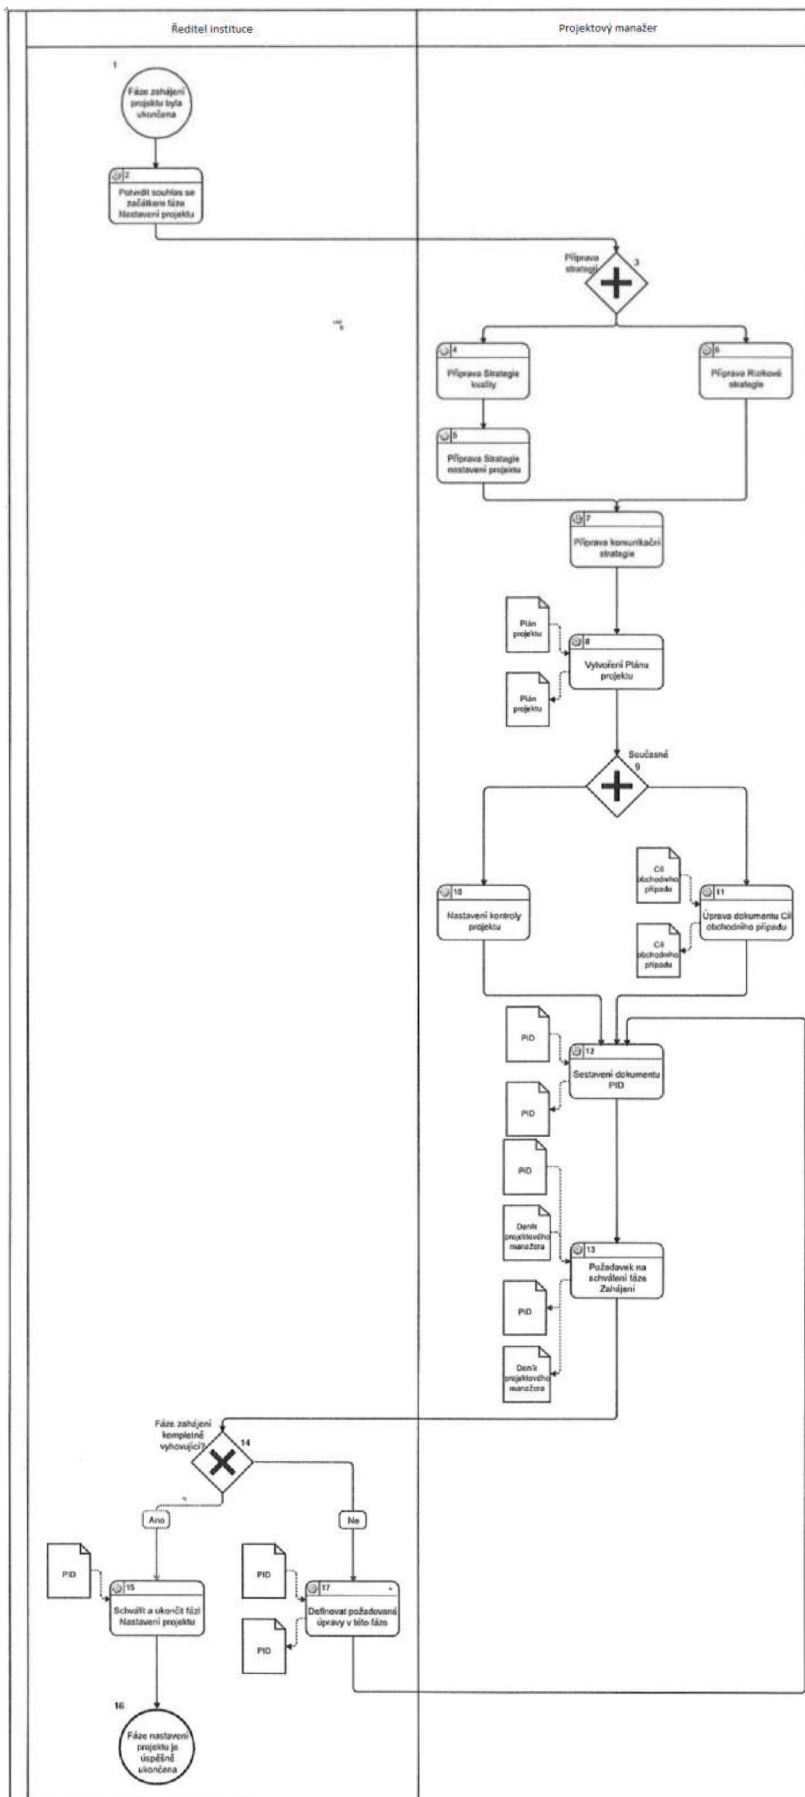 Ředitel instituce
Projektový manažer
1
Fáze zahájení
projektu byla
ukončena
2
Potvrdit souhlas se
začátkem fáze
Nastavení projektu
Příprava
strategií
3
4
Příprava Strategie
kvality
6
Příprava Rizikové
strategie
5
Příprava Strategie
nastavení projektu
7
Příprava komunikační
strategie
Plán
projektu
8
Vytvoření Plánu
projektu
Plán
projektu
Současně
9
10
Nastavení kontroly
projektu
Cíl
obchodního
případu
11
Úprava dokumentu Cíl
obchodního případu
Cíl
obchodního
případu
PID
12
Sestavení dokumentu
PID
PID
PID
Deník
projektového
manažera
13
Požadavek na
schválení fáze
Zahájení
PID
Deník
projektového
manažera
Fáze zahájení
kompletně
vyhovující?
14
Ano
Ne
PID
15
Schválit a ukončit fázi
Nastavení projektu
PID
17
Definovat požadované
úpravy v této fázi
PID
16
Fáze nastavení
projektu je
úspěšně
ukončena